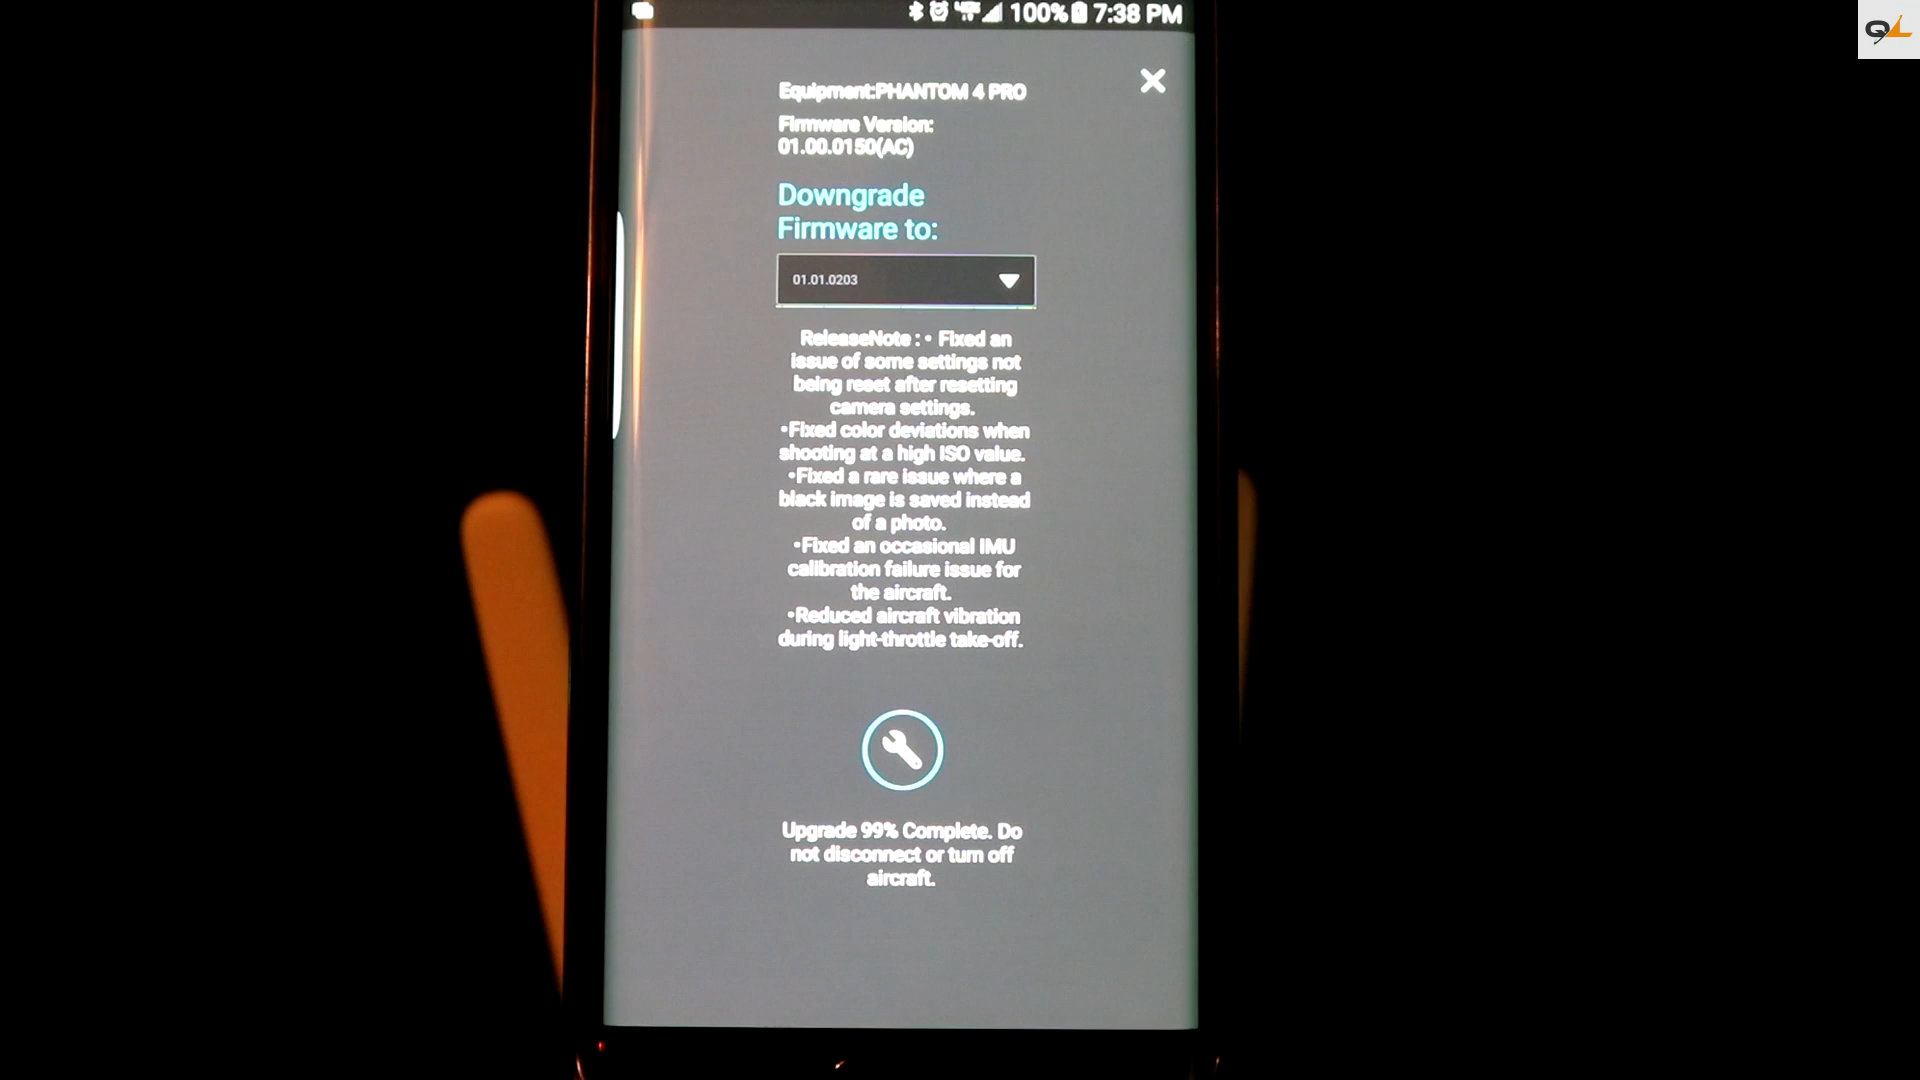 100% 7:38 PM
QL
Equipment:PHANTOM 4 PRO
Firmware Version:
01.00.0150(AC)
Downgrade
Firmware to:
01.01.0203
ReleaseNote : • Fixed an
issue of some settings not
being reset after resetting
camera settings.
•Fixed color deviations when
shooting at a high ISO value.
•Fixed a rare issue where a
black image is saved instead
of a photo.
•Fixed an occasional IMU
calibration failure issue for
the aircraft.
•Reduced aircraft vibration
during light-throttle take-off.
Upgrade 99% Complete. Do
not disconnect or turn off
aircraft.